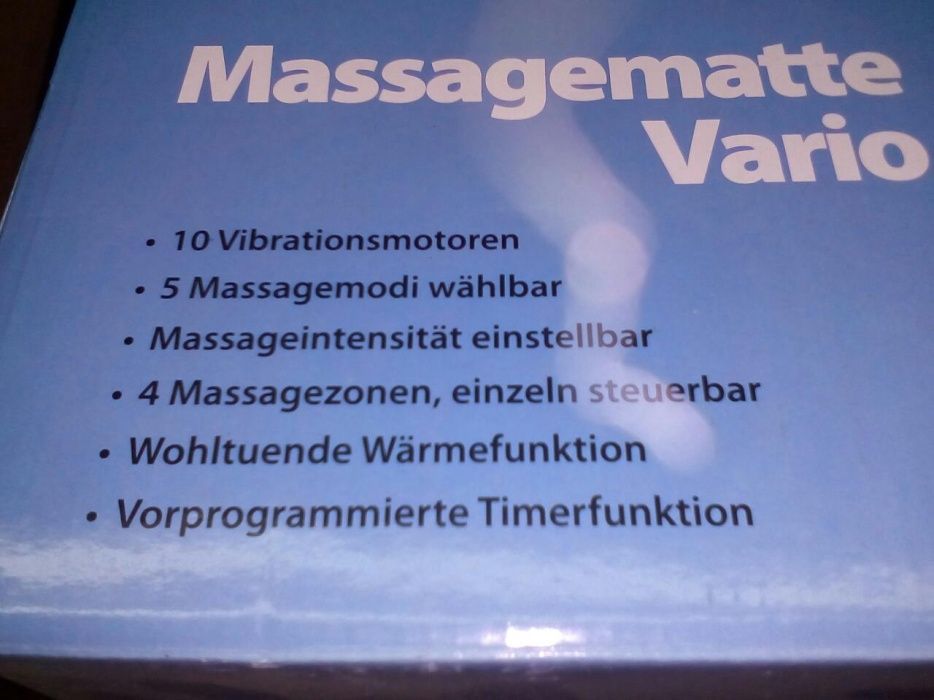 Massagematte
Vario
• 10 Vibrationsmotoren
• 5 Massagemodi wählbar
• Massageintensität einstellbar
• 4 Massagezonen, einzeln steuerbar
• Wohltuende Wärmefunktion
• Vorprogrammierte Timerfunktion